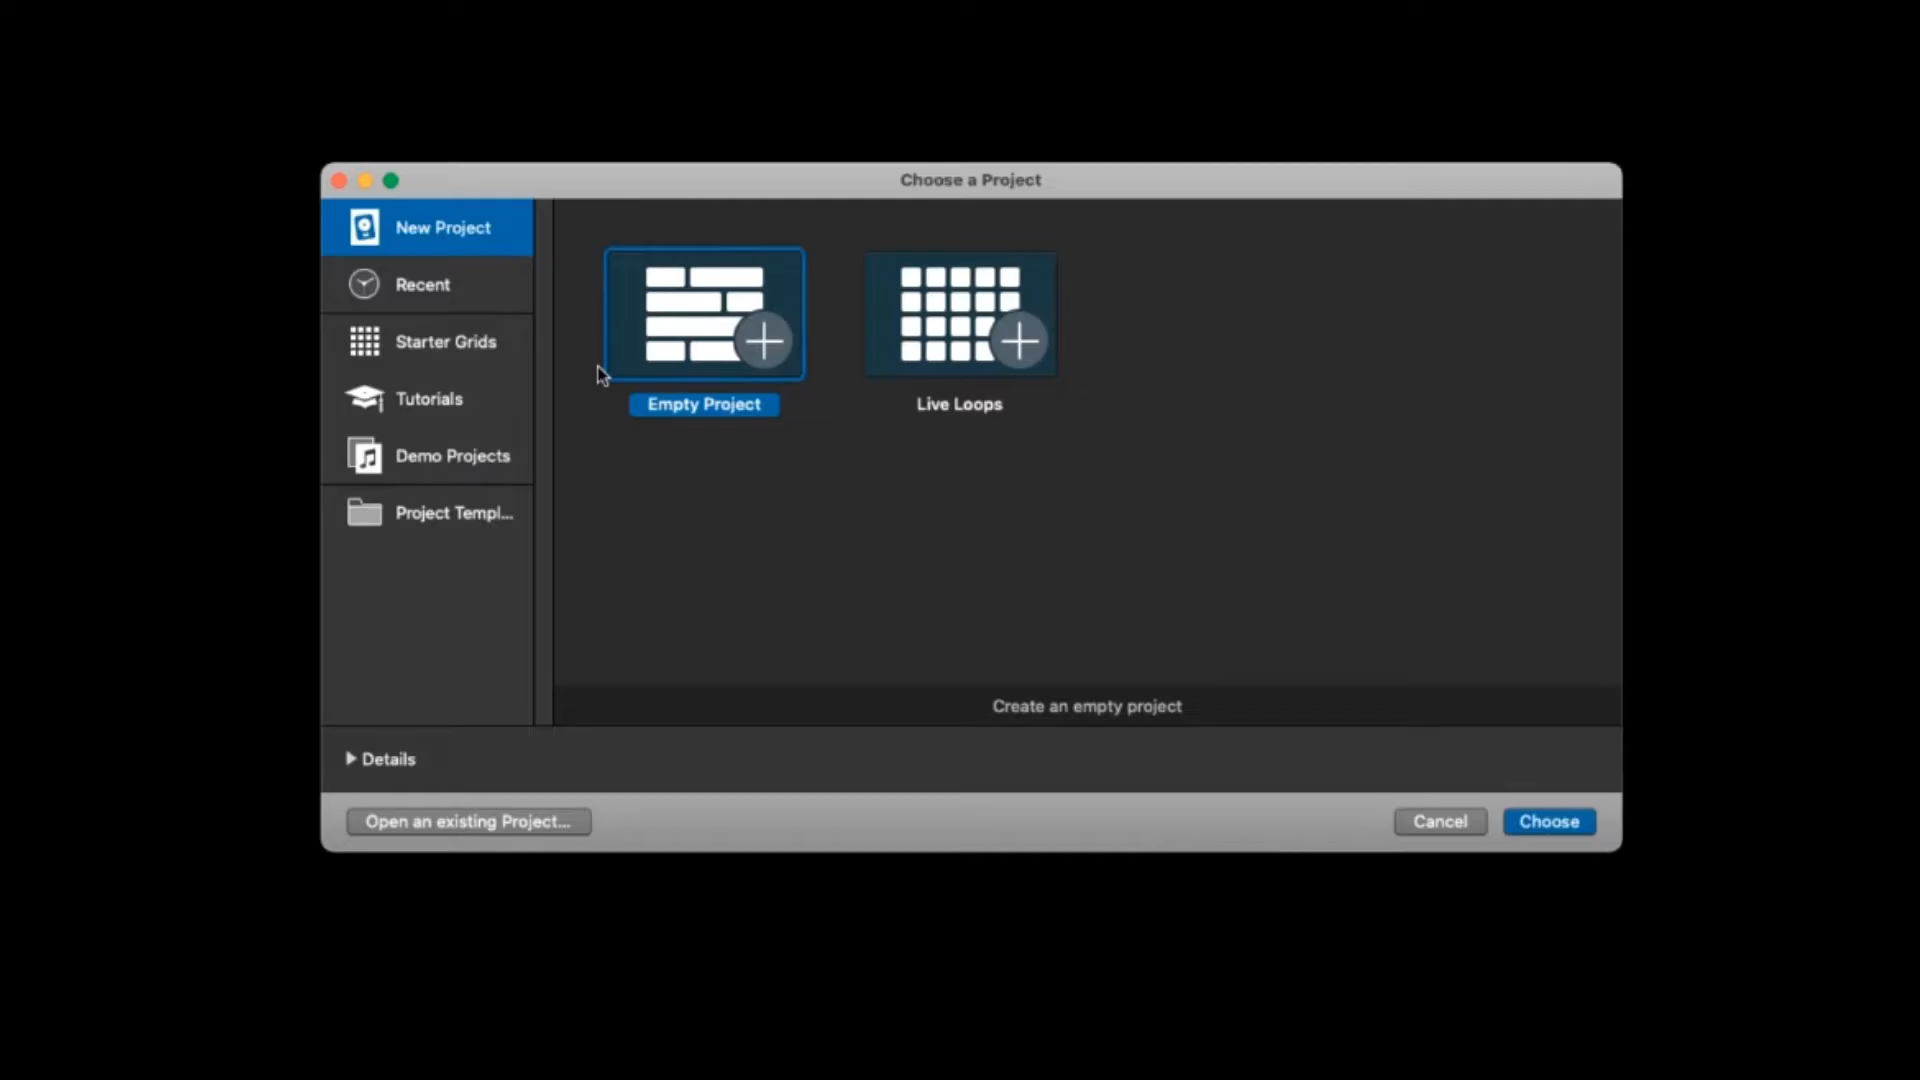 Choose a Project
New Project
Recent
Starter Grids
Tutorials
Demo Projects
Project Templ...
Empty Project
Live Loops
Create an empty project
Details
Open an existing Project...
Cancel
Choose